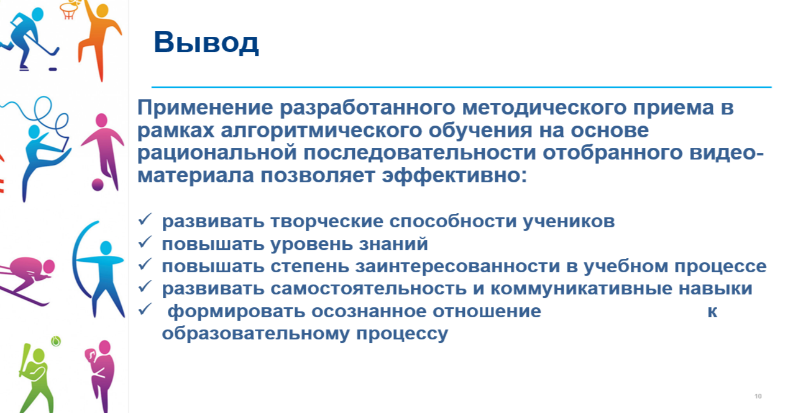 Вывод
Применение разработанного методического приема в
рамках алгоритмического обучения на основе
рациональной последовательности отобранного видео-
материала позволяет эффективно:
✓ развивать творческие способности учеников
✓ повышать уровень знаний
✓ повышать степень заинтересованности в учебном процессе
✓ развивать самостоятельность и коммуникативные навыки
✓ формировать осознанное отношение к
образовательному процессу
16